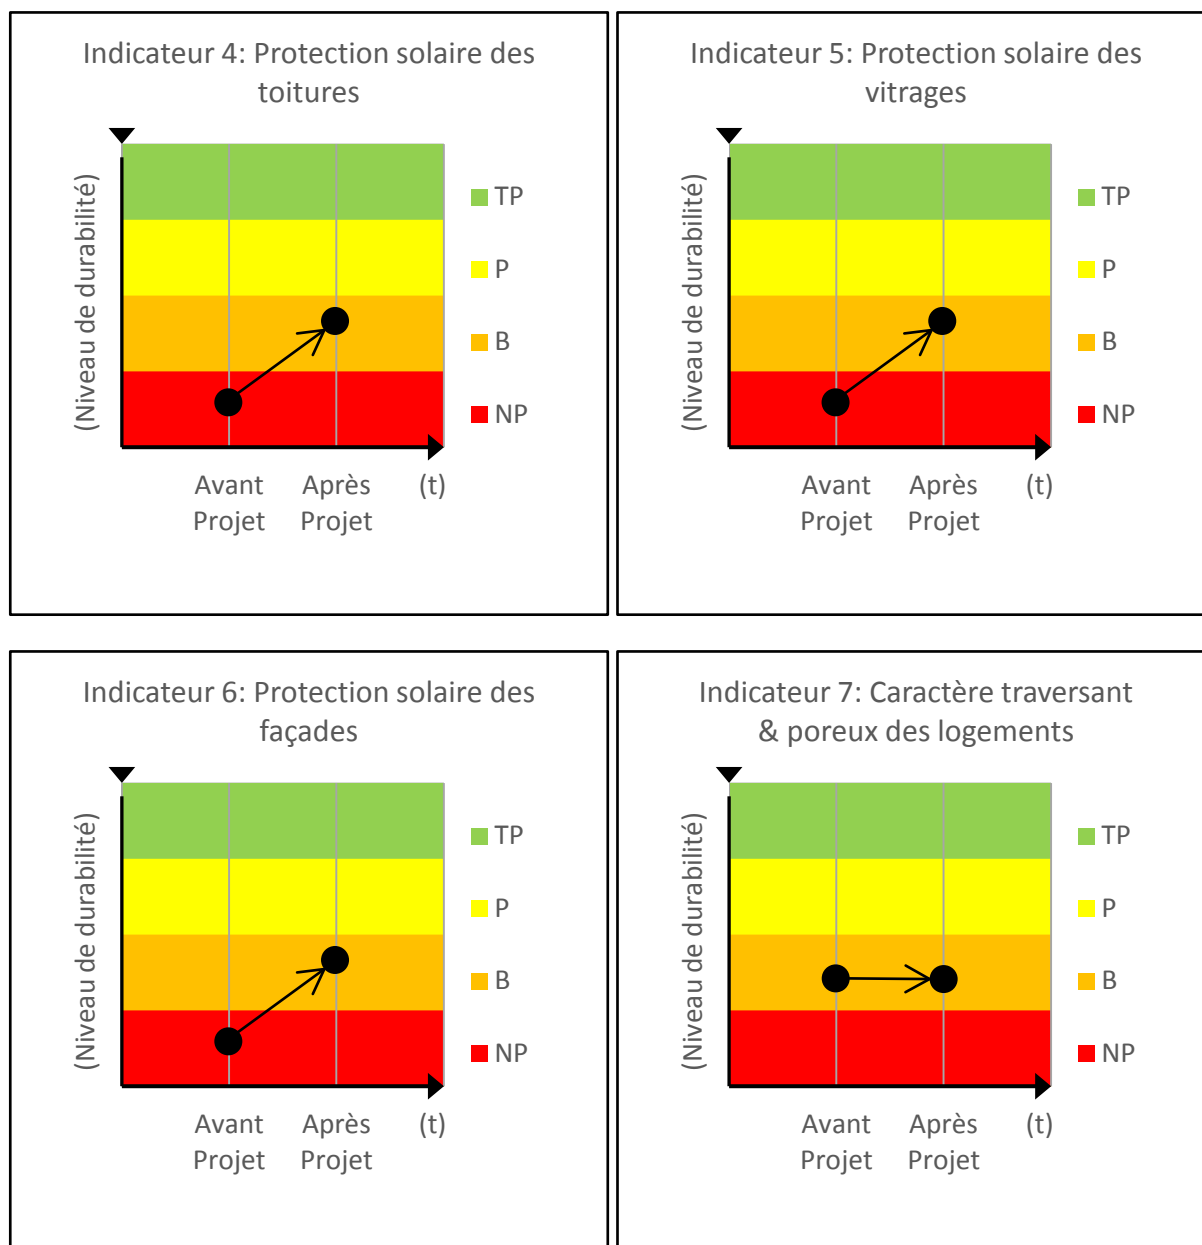 Indicateur 4: Protection solaire des
toitures
(Niveau de durabilité)
TP
P
B
NP
Avant
Projet
Après
Projet
(t)
Indicateur 5: Protection solaire des
vitrages
(Niveau de durabilité)
TP
P
B
NP
Avant
Projet
Après
Projet
(t)
Indicateur 6: Protection solaire des
façades
(Niveau de durabilité)
TP
P
B
NP
Avant
Projet
Après
Projet
(t)
Indicateur 7: Caractère traversant
& poreux des logements
(Niveau de durabilité)
TP
P
B
NP
Avant
Projet
Après
Projet
(t)